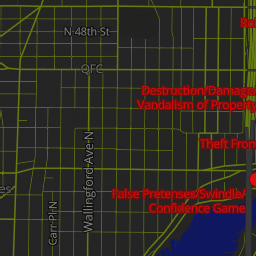 N 48th St
QFC
Destruction/Damage/
Vandalism of Property
Theft From
Wallingford Ave N
False Pretenses/Swindle/
Confidence Game
Carr Pl N